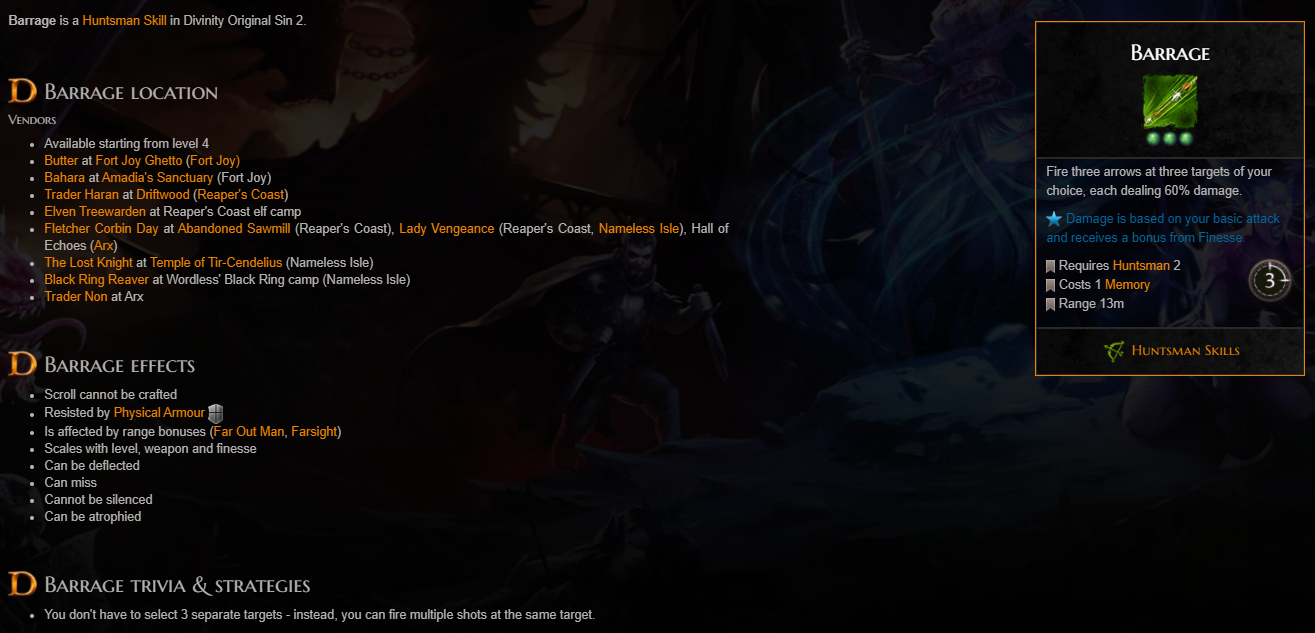 Barrage is a Huntsman Skill in Divinity Original Sin 2.
Barrage location
Vendors
Available starting from level 4
Butter at Fort Joy Ghetto (Fort Joy)
Bahara at Amadia's Sanctuary (Fort Joy)
Trader Haran at Driftwood (Reaper's Coast)
Elven Treewarden at Reaper's Coast elf camp
Fletcher Corbin Day at Abandoned Sawmill (Reaper's Coast), Lady Vengeance (Reaper's Coast, Nameless Isle), Hall of
Echoes (Arx)
The Lost Knight at Temple of Tir-Cendelius (Nameless Isle)
Black Ring Reaver at Wordless' Black Ring camp (Nameless Isle)
Trader Non at Arx
Barrage effects
Scroll cannot be crafted
Resisted by Physical Armour
Is affected by range bonuses (Far Out Man, Farsight)
Scales with level, weapon and finesse
Can be deflected
Can miss
Cannot be silenced
Can be atrophied
Barrage trivia & strategies
You don't have to select 3 separate targets - instead, you can fire multiple shots at the same target.
Barrage
Fire three arrows at three targets of your
choice, each dealing 60% damage.
Damage is based on your basic attack
and receives a bonus from Finesse.
Requires Huntsman 2
Costs 1 Memory
Range 13m
3
Huntsman Skills